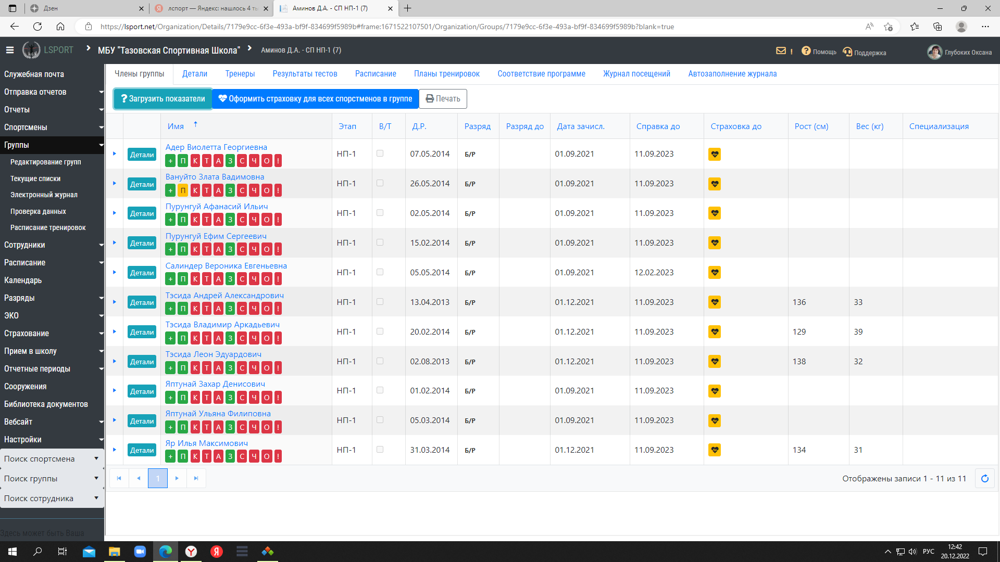 Дзен
лспорт — Яндекс: нашлось 4 ты
Аминов Д.А. - СП НП-1 (7)
https://lsport.net/Organization/Details/7179e9cc-6f3e-493a-bf9f-834699f5989b#frame:1671522107501/Organization/Groups/7179e9cc-6f3e-493a-bf9f-834699f5989b?blank=true
LSPORT
МБУ "Тазовская Спортивная Школа"
Аминов Д.А. - СП НП-1 (7)
!
Помощь
Поддержка
Глубоких Оксана
Служебная почта
Отправка отчетов
Отчеты
Спортсмены
Группы
Редактирование групп
Текущие списки
Электронный журнал
Проверка данных
Расписание тренировок
Сотрудники
Расписание
Календарь
Разряды
ЭКО
Страхование
Прием в школу
Отчетные периоды
Сооружения
Библиотека документов
Вебсайт
Настройки
Поиск спортсмена
Поиск группы
Поиск сотрудника
Здесь может быть Ваша
Члены группы Детали Тренеры Результаты тестов Расписание Планы тренировок Соответствие программе Журнал посещений Автозаполнение журнала
? Загрузить показатели Оформить страховку для всех спорстменов в группе Печать
Имя Этап В/Т Д.Р. Разряд Разряд до Дата зачисл. Справка до Страховка до Рост (см) Вес (кг) Специализация
Адер Виолетта Георгиевна
Детали НП-1 07.05.2014 Б/Р 01.09.2021 11.09.2023
+ П К Т А З С Ч О !
Вануйто Злата Вадимовна
Детали НП-1 26.05.2014 Б/Р 01.09.2021 11.09.2023
+ П К Т А З С Ч О !
Пурунгуй Афанасий Ильич
Детали НП-1 02.05.2014 Б/Р 01.09.2021 11.09.2023
+ П К Т А З С Ч О !
Пурунгуй Ефим Сергеевич
Детали НП-1 15.02.2014 Б/Р 01.09.2021 11.09.2023
+ П К Т А З С Ч О !
Салиндер Вероника Евгеньевна
Детали НП-1 05.05.2014 Б/Р 01.09.2021 12.02.2023
+ П К Т А З С Ч О !
Тэсида Андрей Александрович
Детали НП-1 13.04.2013 Б/Р 01.12.2021 11.09.2023 136 33
+ П К Т А З С Ч О !
Тэсида Владимир Аркадьевич
Детали НП-1 20.02.2014 Б/Р 01.12.2021 11.09.2023 129 39
+ П К Т А З С Ч О !
Тэсида Леон Эдуардович
Детали НП-1 02.08.2013 Б/Р 01.12.2021 11.09.2023 138 32
+ П К Т А З С Ч О !
Яптунай Захар Денисович
Детали НП-1 01.02.2014 Б/Р 01.09.2021 11.09.2023
+ П К Т А З С Ч О !
Яптунай Ульяна Филиповна
Детали НП-1 05.03.2014 Б/Р 01.09.2021 11.09.2023
+ П К Т А З С Ч О !
Яр Илья Максимович
Детали НП-1 31.03.2014 Б/Р 01.12.2021 11.09.2023 134 31
+ П К Т А З С Ч О !
1
Отображены записи 1 - 11 из 11
РУС
12:42
20.12.2022